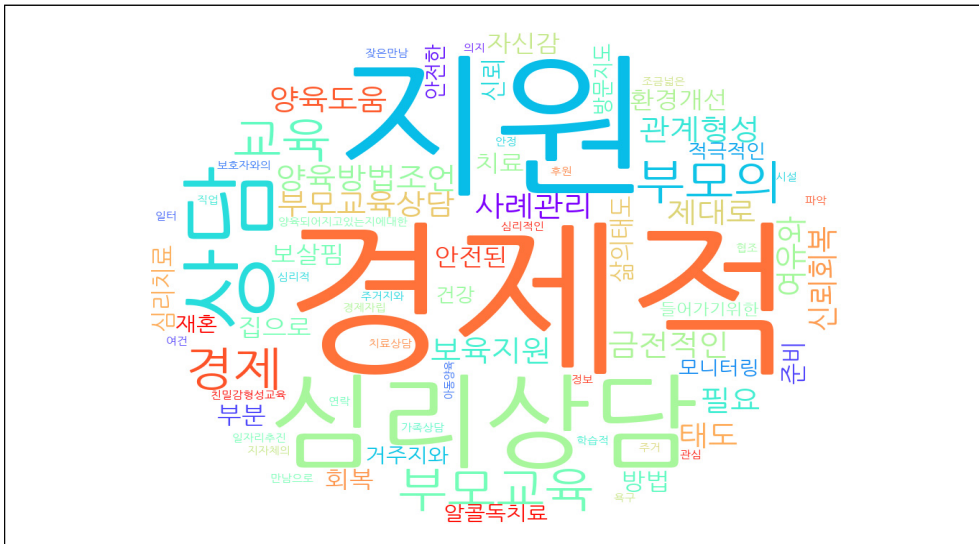 잦은만남
의지
자신감
안전한
신뢰
방문지도
조금넓은
환경개선
지원
양육도움
교육
관계형성
안정
적극적인
보호자와의
치료
후원
시설
양육방법조언
부모의
직업
상담
부모교육상담
사례관리
제대로
파악
일터
양육되어지고있는지에대한
심리적인
삶의태도
여유와
신뢰회복
심리치료
보살핌
안전된
협조
경제적
심리적
주거지와
건강
들어가기위한
재혼
집으로
경제자립
여건
치료상담
보육지원
금전적인
경제
모니터링
준비
친밀감형성교육
아동양육
정보
심리상담
필요
부분
연락
가족상담
태도
일자리추진
학습적
주거
지자체의
거주지와
관심
회복
만남으로
부모교육
방법
욕구
알콜독치료